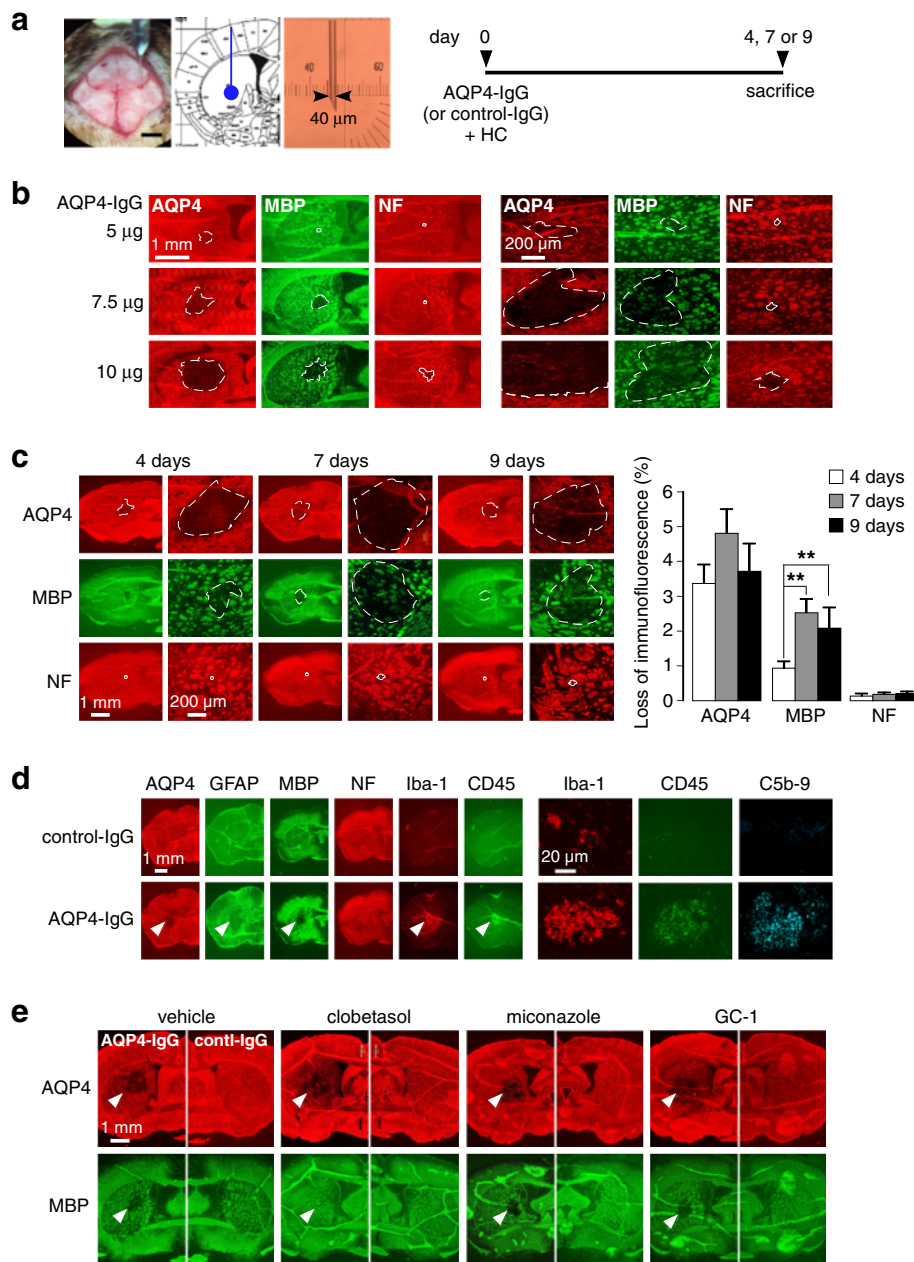 a
40
60
40 μm
day 0 4, 7 or 9
AQP4-IgG
(or control-IgG)
+ HC
sacrifice
b
AQP4-IgG
AQP4 MBP NF AQP4 MBP NF
5 μg
1 mm
200 μm
7.5 μg
10 μg
c
4 days 7 days 9 days
AQP4
MBP
NF
1 mm
200 μm
Loss of immunofluorescence (%)
6
5
4
3
2
1
0
4 days
7 days
9 days
**
**
AQP4 MBP NF
d
AQP4 GFAP MBP NF Iba-1 CD45 Iba-1 CD45 C5b-9
control-IgG
1 mm
20 μm
AQP4-IgG
e
vehicle clobetasol miconazole GC-1
AQP4-IgG contl-IgG
AQP4
1 mm
MBP